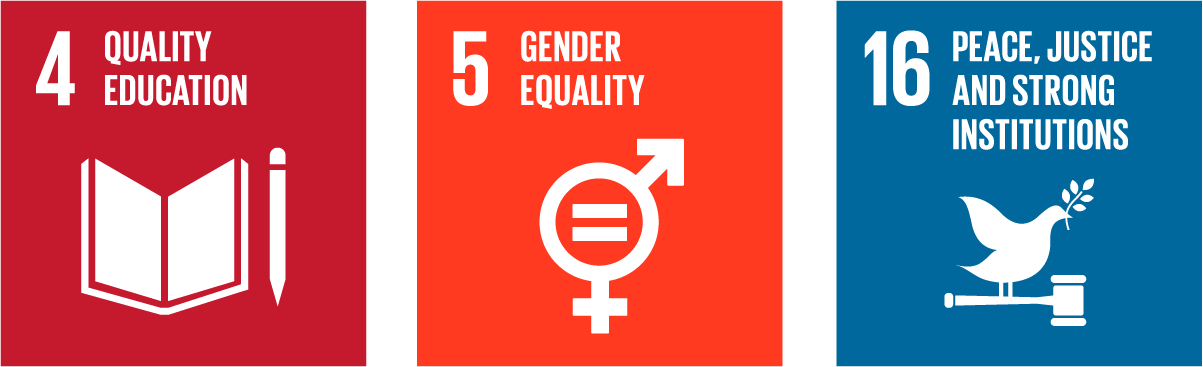 4 QUALITY
EDUCATION
5 GENDER
EQUALITY
16 PEACE, JUSTICE
AND STRONG
INSTITUTIONS